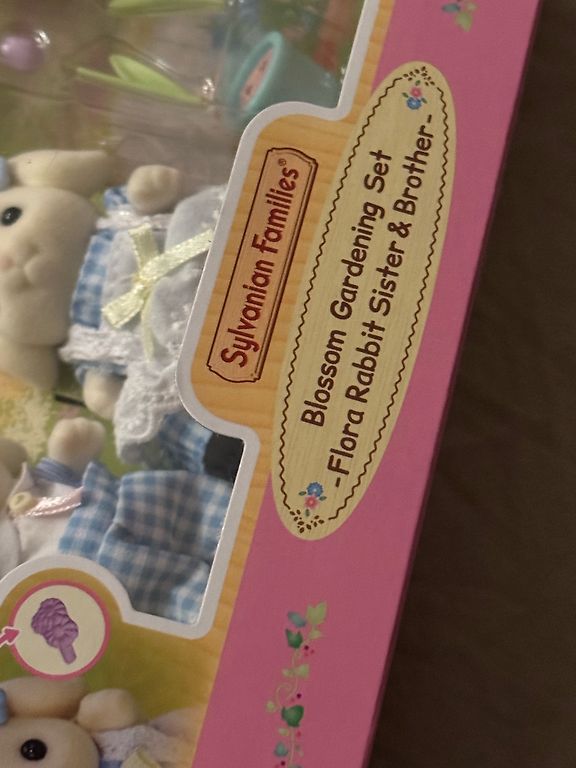 Sylvanian Families®
Blossom Gardening Set
-Flora Rabbit Sister & Brother-